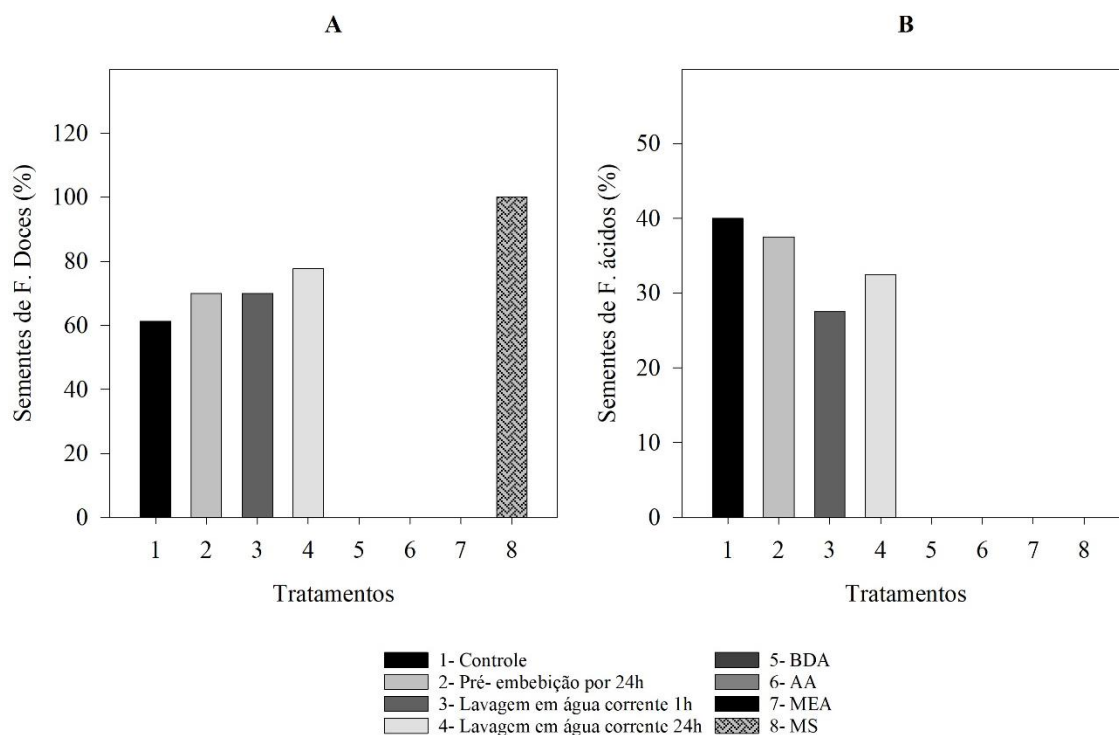 A
B
Sementes de F. Doces (%)
120
100
80
60
40
20
0
1 2 3 4 5 6 7 8
Tratamentos
Sementes de F. ácidos (%)
50
40
30
20
10
0
1 2 3 4 5 6 7 8
Tratamentos
1- Controle
2- Pré- embebição por 24h
3- Lavagem em água corrente 1h
4- Lavagem em água corrente 24h
5- BDA
6- AA
7- MEA
8- MS